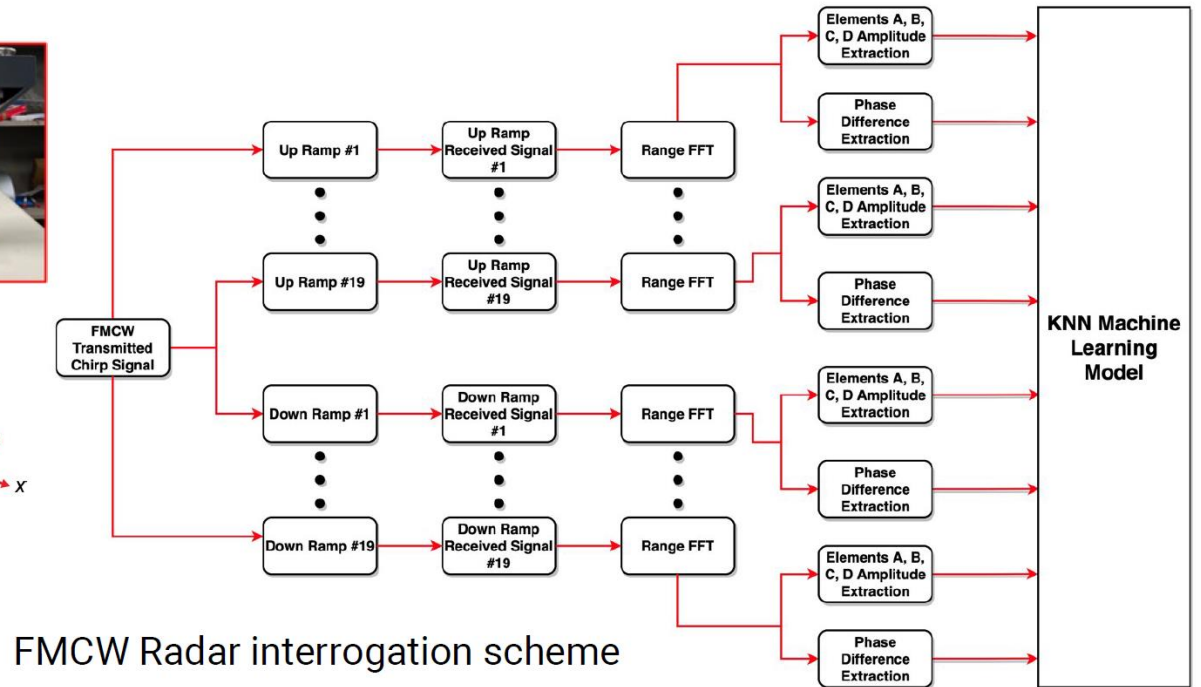 Elements A, B,
C, D Amplitude
Extraction
Phase
Difference
Extraction
Up Ramp #1
Up Ramp
Received Signal
#1
Range FFT
Elements A, B,
C, D Amplitude
Extraction
Phase
Difference
Extraction
Up Ramp #19
Up Ramp
Received Signal
#19
Range FFT
FMCW
Transmitted
Chirp Signal
KNN Machine
Learning
Model
Down Ramp #1
Down Ramp
Received Signal
#1
Range FFT
Elements A, B,
C, D Amplitude
Extraction
Phase
Difference
Extraction
x
Down Ramp #19
Down Ramp
Received Signal
#19
Range FFT
Elements A, B,
C, D Amplitude
Extraction
Phase
Difference
Extraction
FMCW Radar interrogation scheme